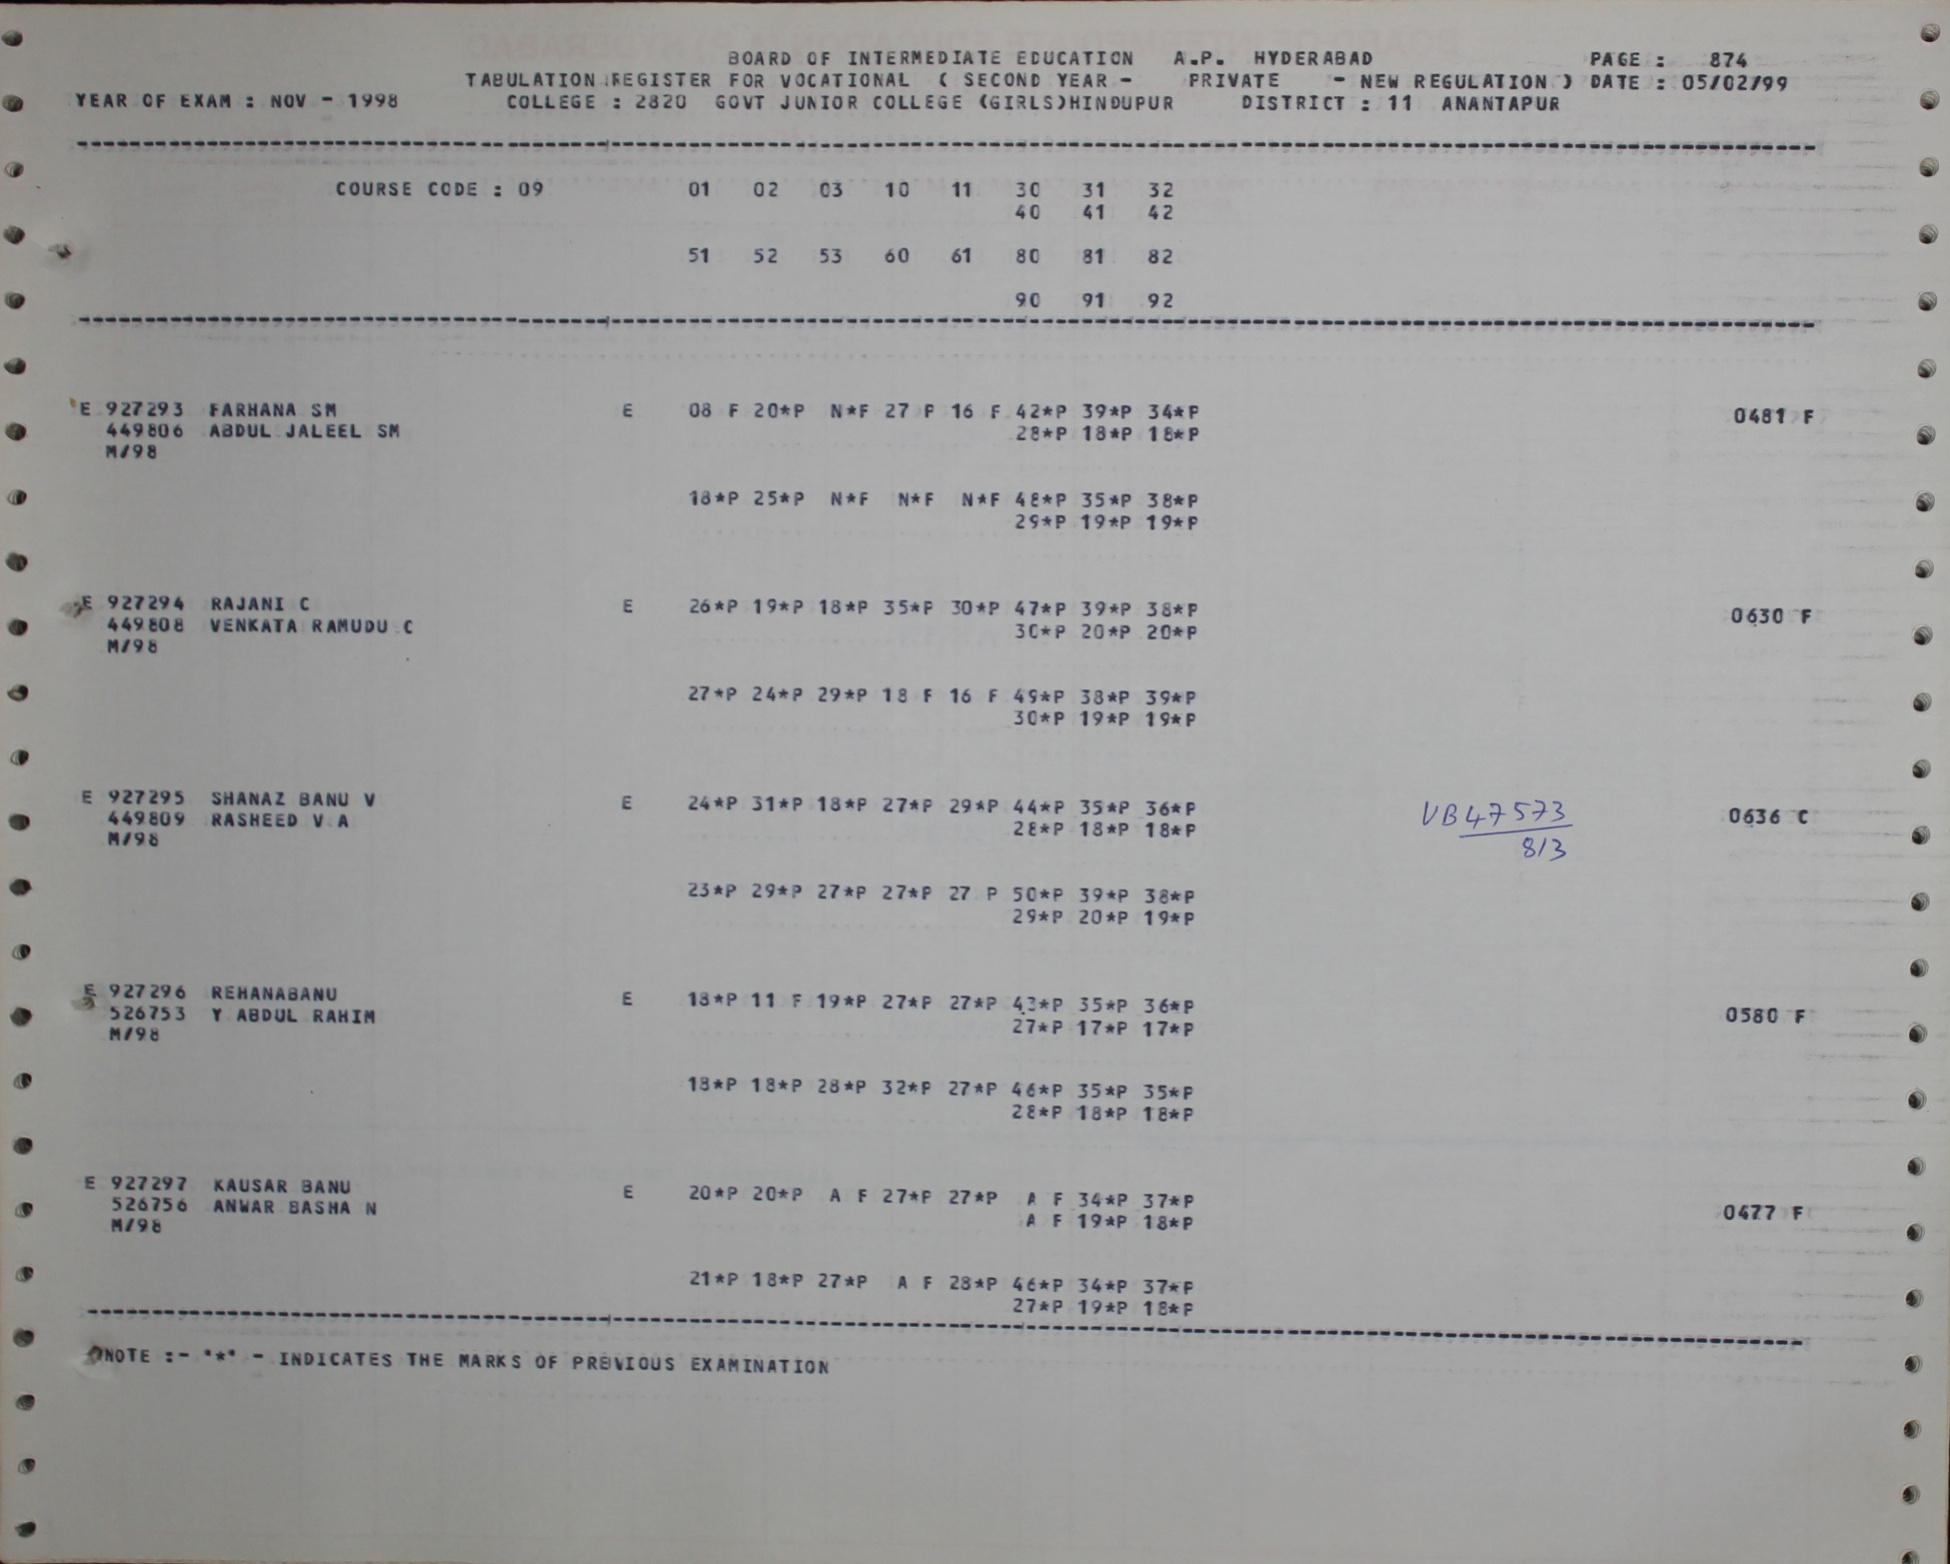 BOARD OF INTERMEDIATE EDUCATION A.P. HYDERABAD PAGE : 874
TABULATION REGISTER FOR VOCATIONAL ( SECOND YEAR - PRIVATE - NEW REGULATION ) DATE : 05/02/99
YEAR OF EXAM : NOV - 1998 COLLEGE : 2820 GOVT JUNIOR COLLEGE (GIRLS)HINDUPUR DISTRICT : 11 ANANTAPUR
COURSE CODE : 09 01 02 03 10 11 30 31 32
40 41 42
51 52 53 60 61 80 81 82
90 91 92
E 927293 FARHANA SM E 08 F 20*P N*F 27 P 16 F 42*P 39*P 34*P 0481 F
449806 ABDUL JALEEL SM 28*P 18*P 18*P
M/98
18*P 25*P N*F N*F N*F 48*P 35*P 38*P
29*P 19*P 19*P
E 927294 RAJANI C E 26*P 19*P 18*P 35*P 30*P 47*P 39*P 38*P 0630 F
449808 VENKATA RAMUDU C 30*P 20*P 20*P
M/98
27*P 24*P 29*P 18 F 16 F 49*P 38*P 39*P
30*P 19*P 19*P
E 927295 SHANAZ BANU V E 24*P 31*P 18*P 27*P 29*P 44*P 35*P 36*P VB47573 0636 C
449809 RASHEED V A 28*P 18*P 18*P 8/3
M/98
23*P 29*P 27*P 27*P 27 P 50*P 39*P 38*P
29*P 20*P 19*P
E 927296 REHANABANU E 18*P 11 F 19*P 27*P 27*P 43*P 35*P 36*P 0580 F
526753 Y ABDUL RAHIM 27*P 17*P 17*P
M/98
18*P 18*P 28*P 32*P 27*P 46*P 35*P 35*P
28*P 18*P 18*P
E 927297 KAUSAR BANU E 20*P 20*P A F 27*P 27*P A F 34*P 37*P 0477 F
526756 ANWAR BASHA N A F 19*P 18*P
M/98
21*P 18*P 27*P A F 28*P 46*P 34*P 37*P
27*P 19*P 18*P
NOTE :- "*" - INDICATES THE MARKS OF PREVIOUS EXAMINATION